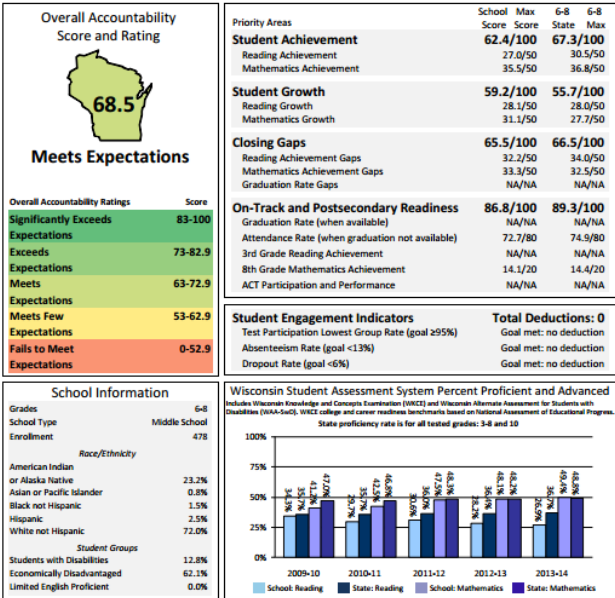 Overall Accountability
Score and Rating
68.5
Meets Expectations
Overall Accountability Ratings Score
Significantly Exceeds 83-100
Expectations
Exceeds 73-82.9
Expectations
Meets 63-72.9
Expectations
Meets Few 53-62.9
Expectations
Fails to Meet 0-52.9
Expectations
School Max 6-8 6-8
Priority Areas Score Score State Max
Student Achievement 62.4/100 67.3/100
Reading Achievement 27.0/50 30.5/50
Mathematics Achievement 35.5/50 36.8/50
Student Growth 59.2/100 55.7/100
Reading Growth 28.1/50 28.0/50
Mathematics Growth 31.1/50 27.7/50
Closing Gaps 65.5/100 66.5/100
Reading Achievement Gaps 32.2/50 34.0/50
Mathematics Achievement Gaps 33.3/50 32.5/50
Graduation Rate Gaps NA/NA NA/NA
On-Track and Postsecondary Readiness 86.8/100 89.3/100
Graduation Rate (when available) NA/NA NA/NA
Attendance Rate (when graduation not available) 72.7/80 74.9/80
3rd Grade Reading Achievement NA/NA NA/NA
8th Grade Mathematics Achievement 14.1/20 14.4/20
ACT Participation and Performance NA/NA NA/NA
Student Engagement Indicators Total Deductions: 0
Test Participation Lowest Group Rate (goal ≥95%) Goal met: no deduction
Absenteeism Rate (goal <13%) Goal met: no deduction
Dropout Rate (goal <6%) Goal met: no deduction
School Information
Grades 6-8
School Type Middle School
Enrollment 478
Race/Ethnicity
American Indian
or Alaska Native 23.2%
Asian or Pacific Islander 0.8%
Black not Hispanic 1.5%
Hispanic 2.5%
White not Hispanic 72.0%
Student Groups
Students with Disabilities 12.8%
Economically Disadvantaged 62.1%
Limited English Proficient 0.0%
Wisconsin Student Assessment System Percent Proficient and Advanced
Includes Wisconsin Knowledge and Concepts Examination (WKCE) and Wisconsin Alternate Assessment for Students with
Disabilities (WAA-SwD). WKCE college and career readiness benchmarks based on National Assessment of Educational Progress.
State proficiency rate is for all tested grades: 3-8 and 10
100%
75%
50%
25%
0%
34.3% 35.7% 41.2% 47.0%
29.7% 35.7% 42.5% 46.8%
30.6% 36.0% 47.5% 48.3%
28.2% 36.4% 48.1% 48.2%
26.9% 36.7% 49.4% 48.8%
2009-10 2010-11 2011-12 2012-13 2013-14
School: Reading State: Reading School: Mathematics State: Mathematics